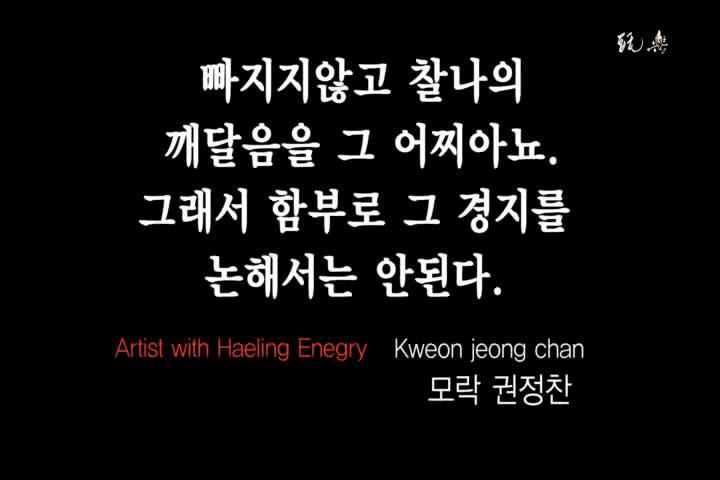 빠지지않고 찰나의
깨달음을 그 어찌아뇨.
그래서 함부로 그 경지를
논해서는 안된다.
Artist with Haeling Enegry Kweon jeong chan
모락 권정찬